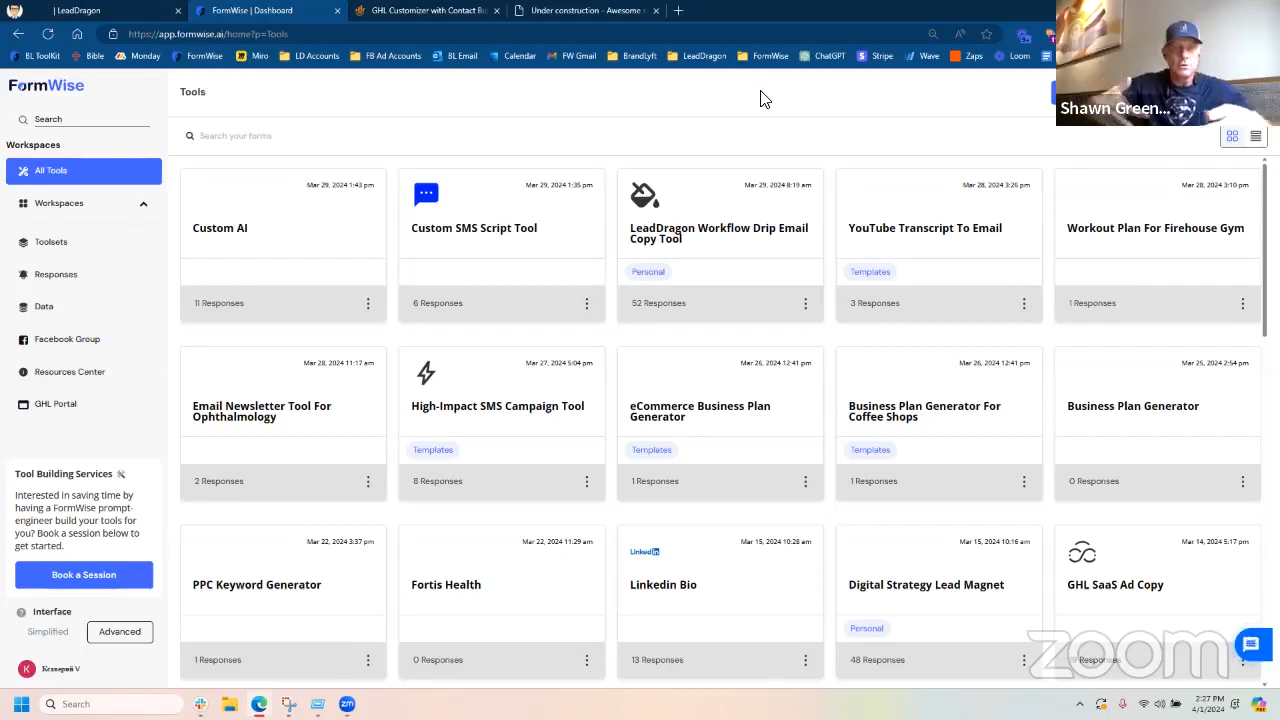 LeadDragon
FormWise | Dashboard
GHL Customizer with Contact Bu
Under construction - Awesome s
https://app.formwise.ai/home?p=Tools
BL ToolKit
Bible
Monday
FormWise
Miro
LD Accounts
FB Ad Accounts
BL Email
Calendar
FW Gmail
BrandLyft
LeadDragon
FormWise
ChatGPT
Stripe
Wave
Zaps
Loom
Shawn Green...
FormWise
Search
Workspaces
All Tools
Workspaces
Toolsets
Responses
Data
Facebook Group
Resources Center
GHL Portal
Tool Building Services
Interested in saving time by
having a FormWise prompt-
engineer build your tools for
you? Book a session below to
get started.
Book a Session
Interface
Simplified
Advanced
K
Ксаверий V
Tools
Search your forms
Mar 29, 2024 1:43 pm
Custom AI
11 Responses
Mar 29, 2024 1:35 pm
Custom SMS Script Tool
6 Responses
Mar 29, 2024 8:19 am
LeadDragon Workflow Drip Email
Copy Tool
Personal
52 Responses
Mar 28, 2024 3:26 pm
YouTube Transcript To Email
Templates
3 Responses
Mar 28, 2024 3:10 pm
Workout Plan For Firehouse Gym
1 Responses
Mar 28, 2024 11:17 am
Email Newsletter Tool For
Ophthalmology
2 Responses
Mar 27, 2024 5:04 pm
High-Impact SMS Campaign Tool
Templates
8 Responses
Mar 26, 2024 12:41 pm
eCommerce Business Plan
Generator
Templates
1 Responses
Mar 26, 2024 12:41 pm
Business Plan Generator For
Coffee Shops
Templates
1 Responses
Mar 25, 2024 2:54 pm
Business Plan Generator
0 Responses
Mar 22, 2024 3:37 pm
PPC Keyword Generator
1 Responses
Mar 22, 2024 11:29 am
Fortis Health
0 Responses
Mar 15, 2024 10:28 am
LinkedIn
Linkedin Bio
13 Responses
Mar 15, 2024 10:16 am
Digital Strategy Lead Magnet
Personal
48 Responses
Mar 14, 2024 5:17 pm
GHL SaaS Ad Copy
Responses
zoom
Search
zm
2:27 PM
4/1/2024